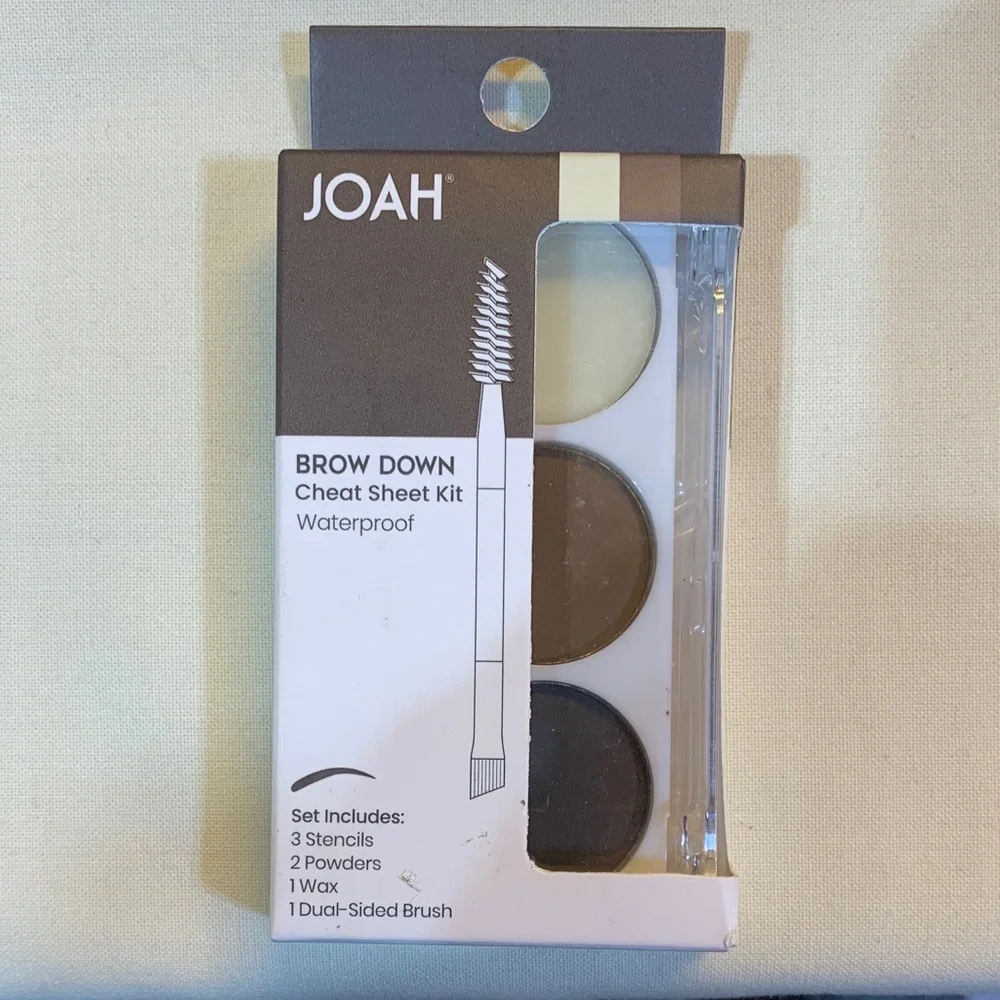 JOAH®
BROW DOWN
Cheat Sheet Kit
Waterproof
Set Includes:
3 Stencils
2 Powders
1 Wax
1 Dual-Sided Brush